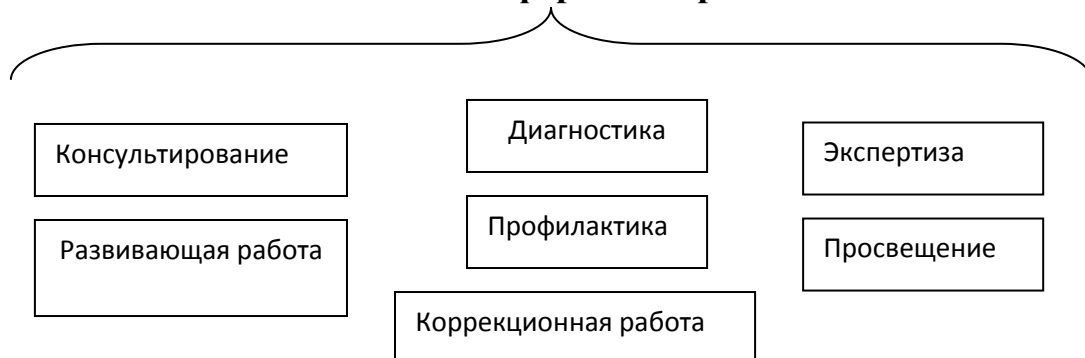 Консультирование
Диагностика
Экспертиза
Развивающая работа
Профилактика
Просвещение
Коррекционная работа